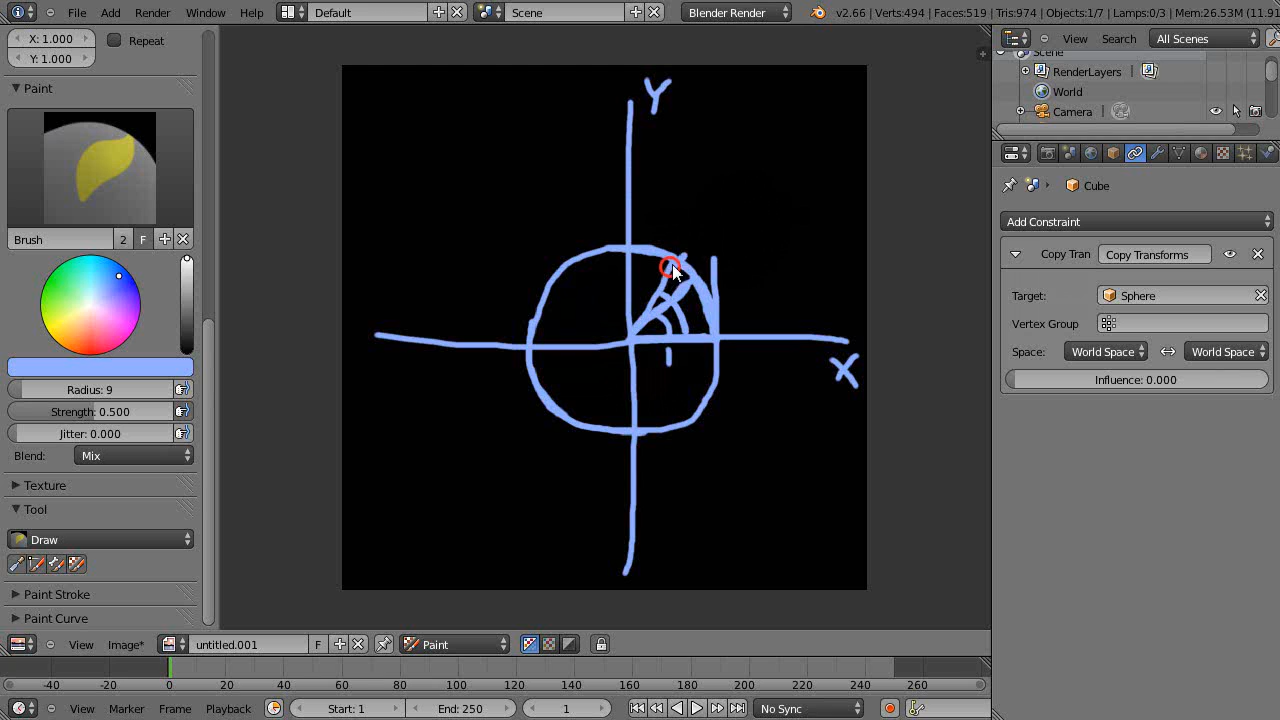 File Add Render Window Help Default Scene Blender Render v2.66 | Verts:494 | Faces:519 | Tris:974 | Objects:1/7 | Lamps:0/3 | Mem:26.53M (11.91
X: 1.000 Repeat
Y: 1.000
Paint
Brush 2 F
Radius: 9
Strength: 0.500
Jitter: 0.000
Blend: Mix
Texture
Tool
Draw
Paint Stroke
Paint Curve
Y
X
1
View Image* untitled.001 F Paint
-40 -20 0 20 40 60 80 100 120 140 160 180 200 220 240 260
View Marker Frame Playback Start: 1 End: 250 1 No Sync
View Search All Scenes
Scene
RenderLayers |
World
Camera |
Cube
Add Constraint
Copy Tran Copy Transforms
Target: Sphere
Vertex Group
Space: World Space World Space
Influence: 0.000